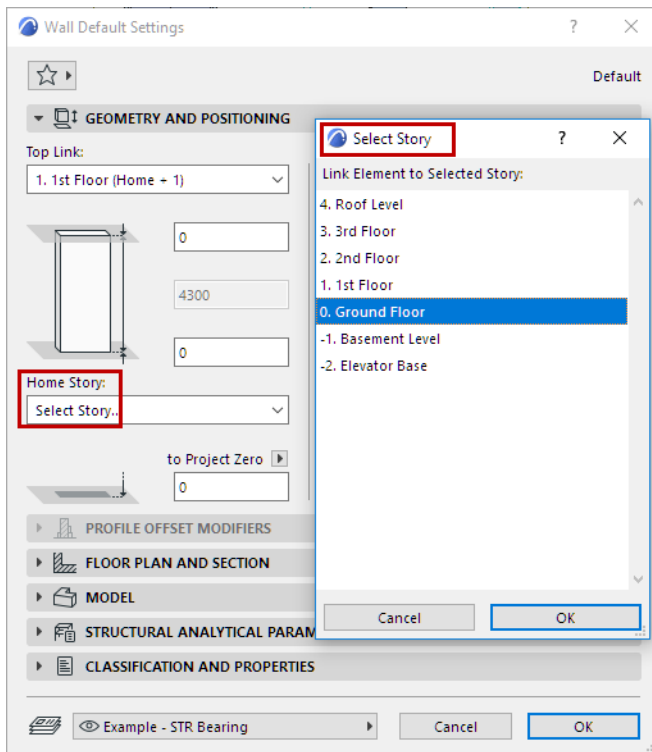 Wall Default Settings
?
Default
GEOMETRY AND POSITIONING
Top Link:
1. 1st Floor (Home + 1)
0
4300
0
Home Story:
Select Story..
to Project Zero
0
PROFILE OFFSET MODIFIERS
FLOOR PLAN AND SECTION
MODEL
STRUCTURAL ANALYTICAL PARAM
CLASSIFICATION AND PROPERTIES
Example - STR Bearing
Cancel
OK
Select Story
?
Link Element to Selected Story:
4. Roof Level
3. 3rd Floor
2. 2nd Floor
1. 1st Floor
0. Ground Floor
-1. Basement Level
-2. Elevator Base
Cancel
OK